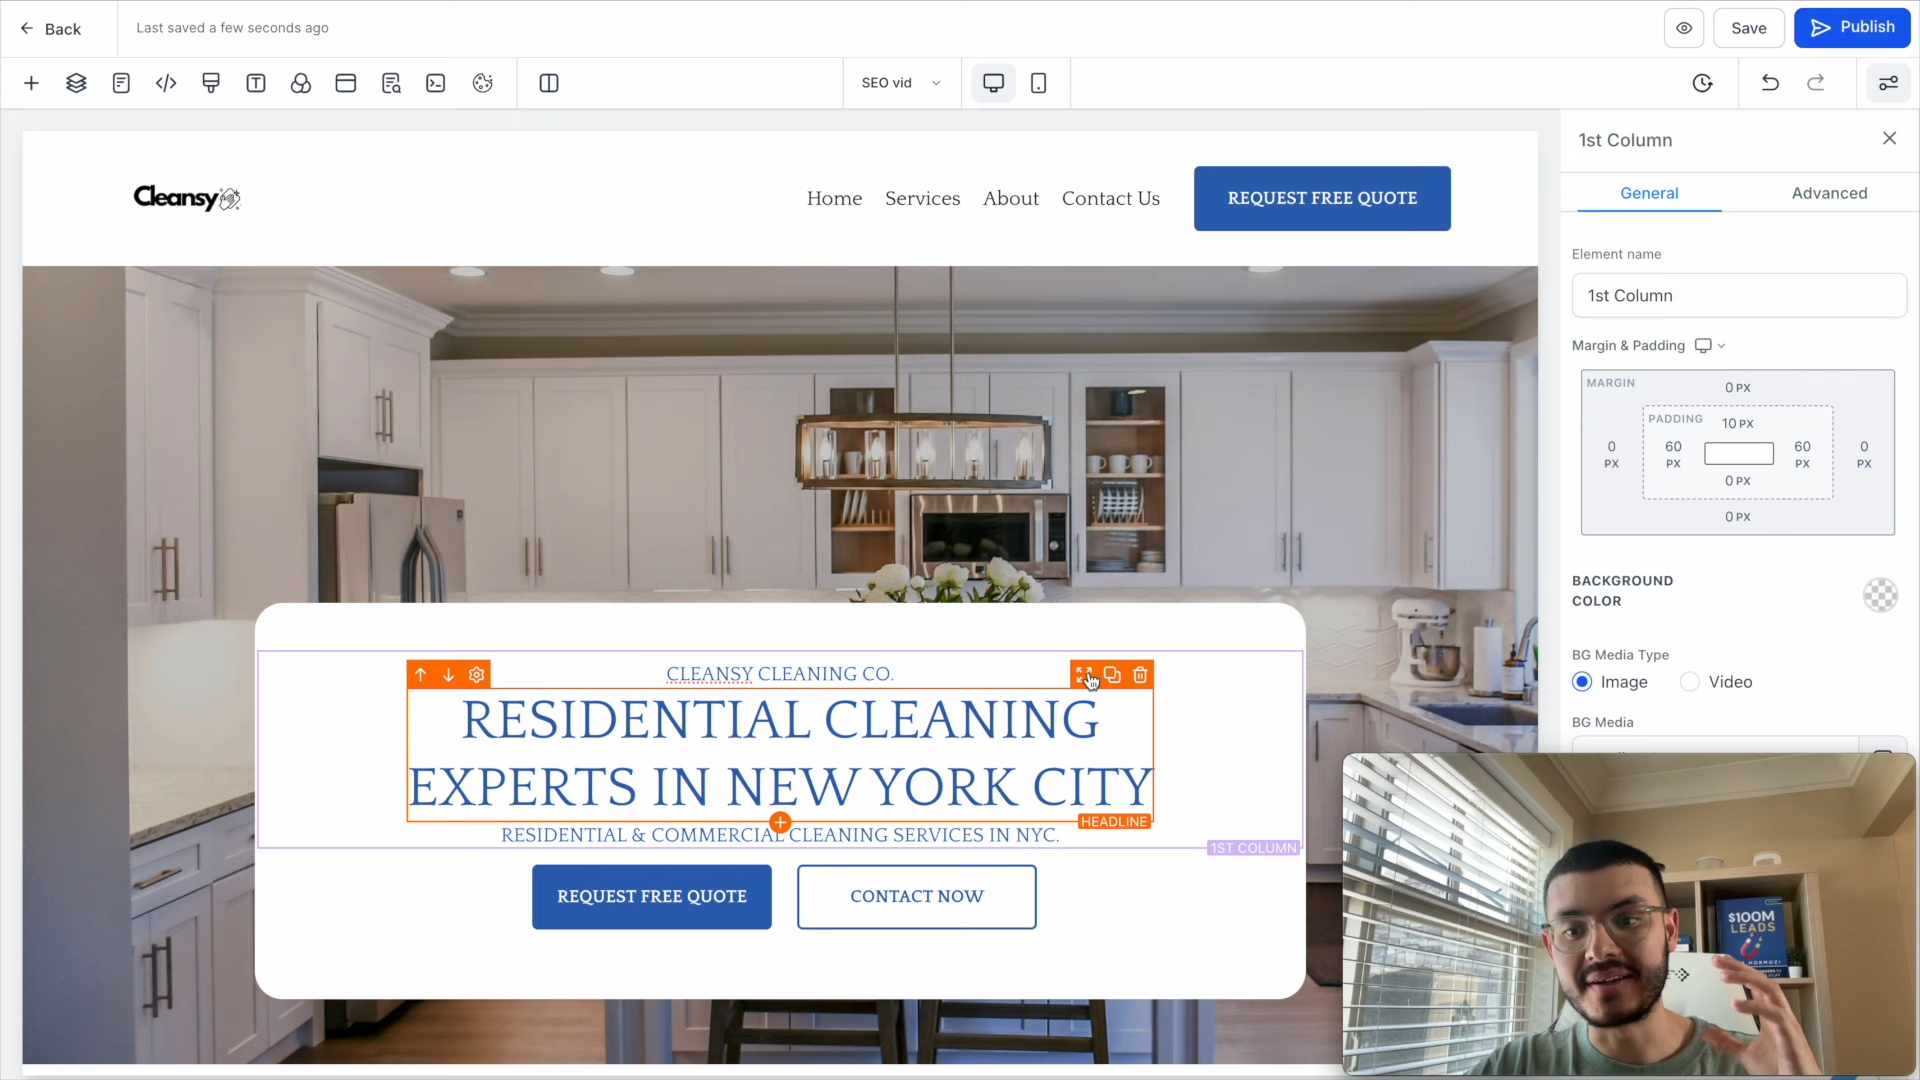 Back
Last saved a few seconds ago
Save
Publish
SEO vid
Cleansy
Home
Services
About
Contact Us
REQUEST FREE QUOTE
CLEANSY CLEANING CO.
RESIDENTIAL CLEANING
EXPERTS IN NEW YORK CITY
HEADLINE
RESIDENTIAL & COMMERCIAL CLEANING SERVICES IN NYC.
1ST COLUMN
REQUEST FREE QUOTE
CONTACT NOW
1st Column
General
Advanced
Element name
1st Column
Margin & Padding
MARGIN
0 PX
PADDING
10 PX
0
PX
60
PX
60
PX
0
PX
0 PX
0 PX
BACKGROUND
COLOR
BG Media Type
Image
Video
BG Media
$100M
LEADS
HORMOZI